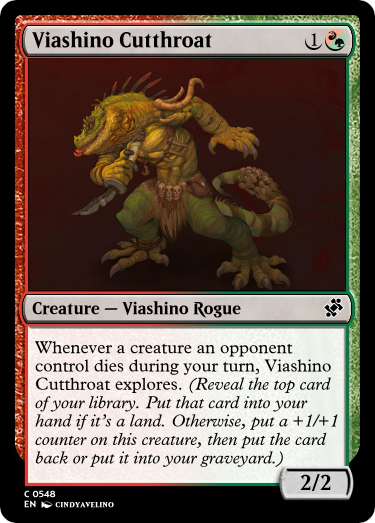 Viashino Cutthroat 1
Creature — Viashino Rogue
Whenever a creature an opponent
control dies during your turn, Viashino
Cutthroat explores. (Reveal the top card
of your library. Put that card into your
hand if it's a land. Otherwise, put a +1/+1
counter on this creature, then put the card
back or put it into your graveyard.)
2/2
C 0548
EN CINDYAVELINO